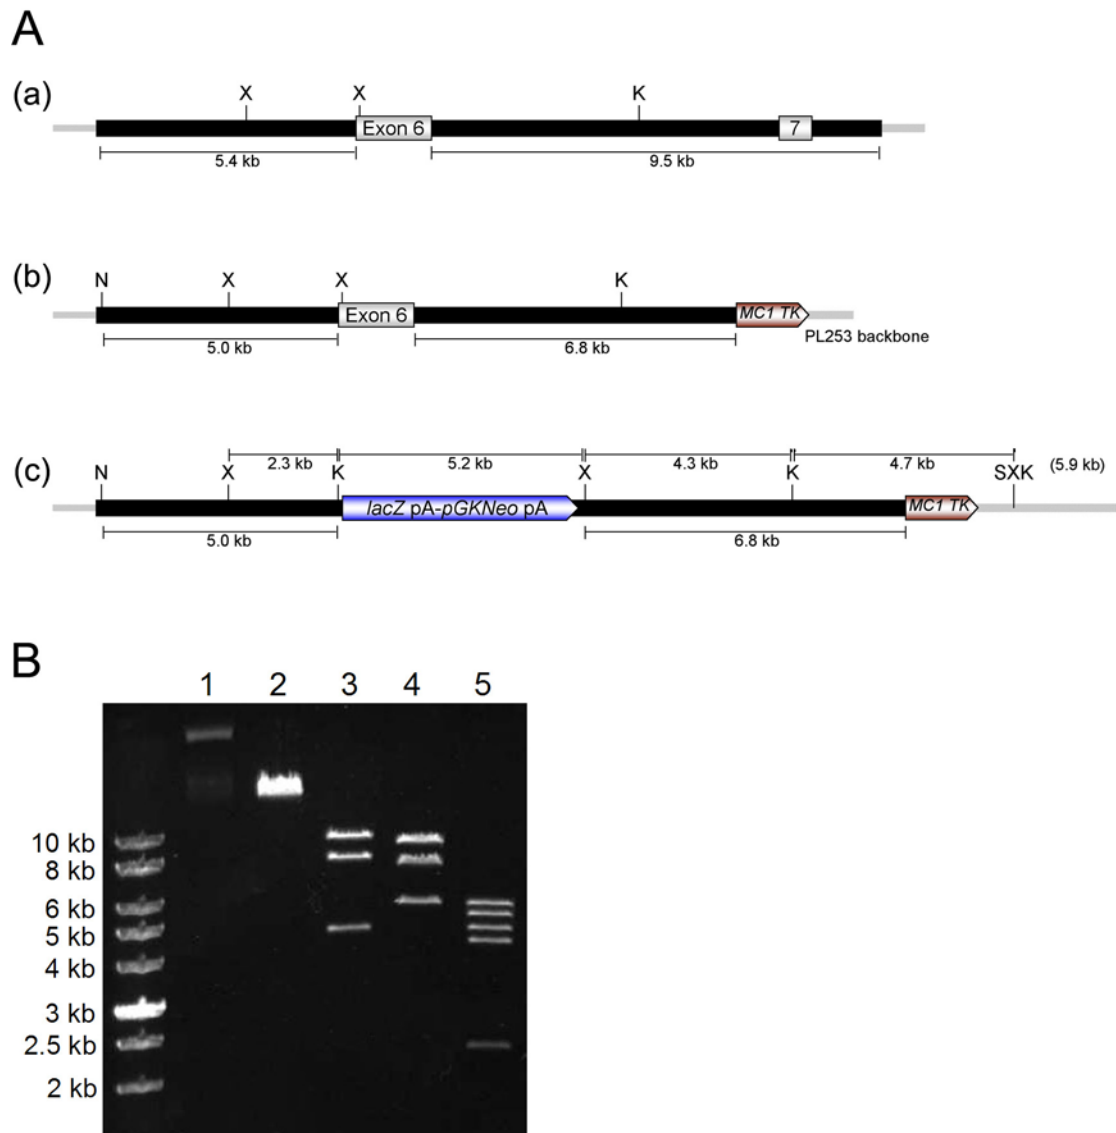 A
(a)
X X K
Exon 6 7
5.4 kb 9.5 kb
(b)
N X X K
Exon 6 MC1 TK
PL253 backbone
5.0 kb 6.8 kb
(c)
2.3 kb 5.2 kb 4.3 kb 4.7 kb (5.9 kb)
N X K X K SXK
lacZ pA-pGKNeo pA MC1 TK
5.0 kb 6.8 kb
B
1 2 3 4 5
10 kb
8 kb
6 kb
5 kb
4 kb
3 kb
2.5 kb
2 kb